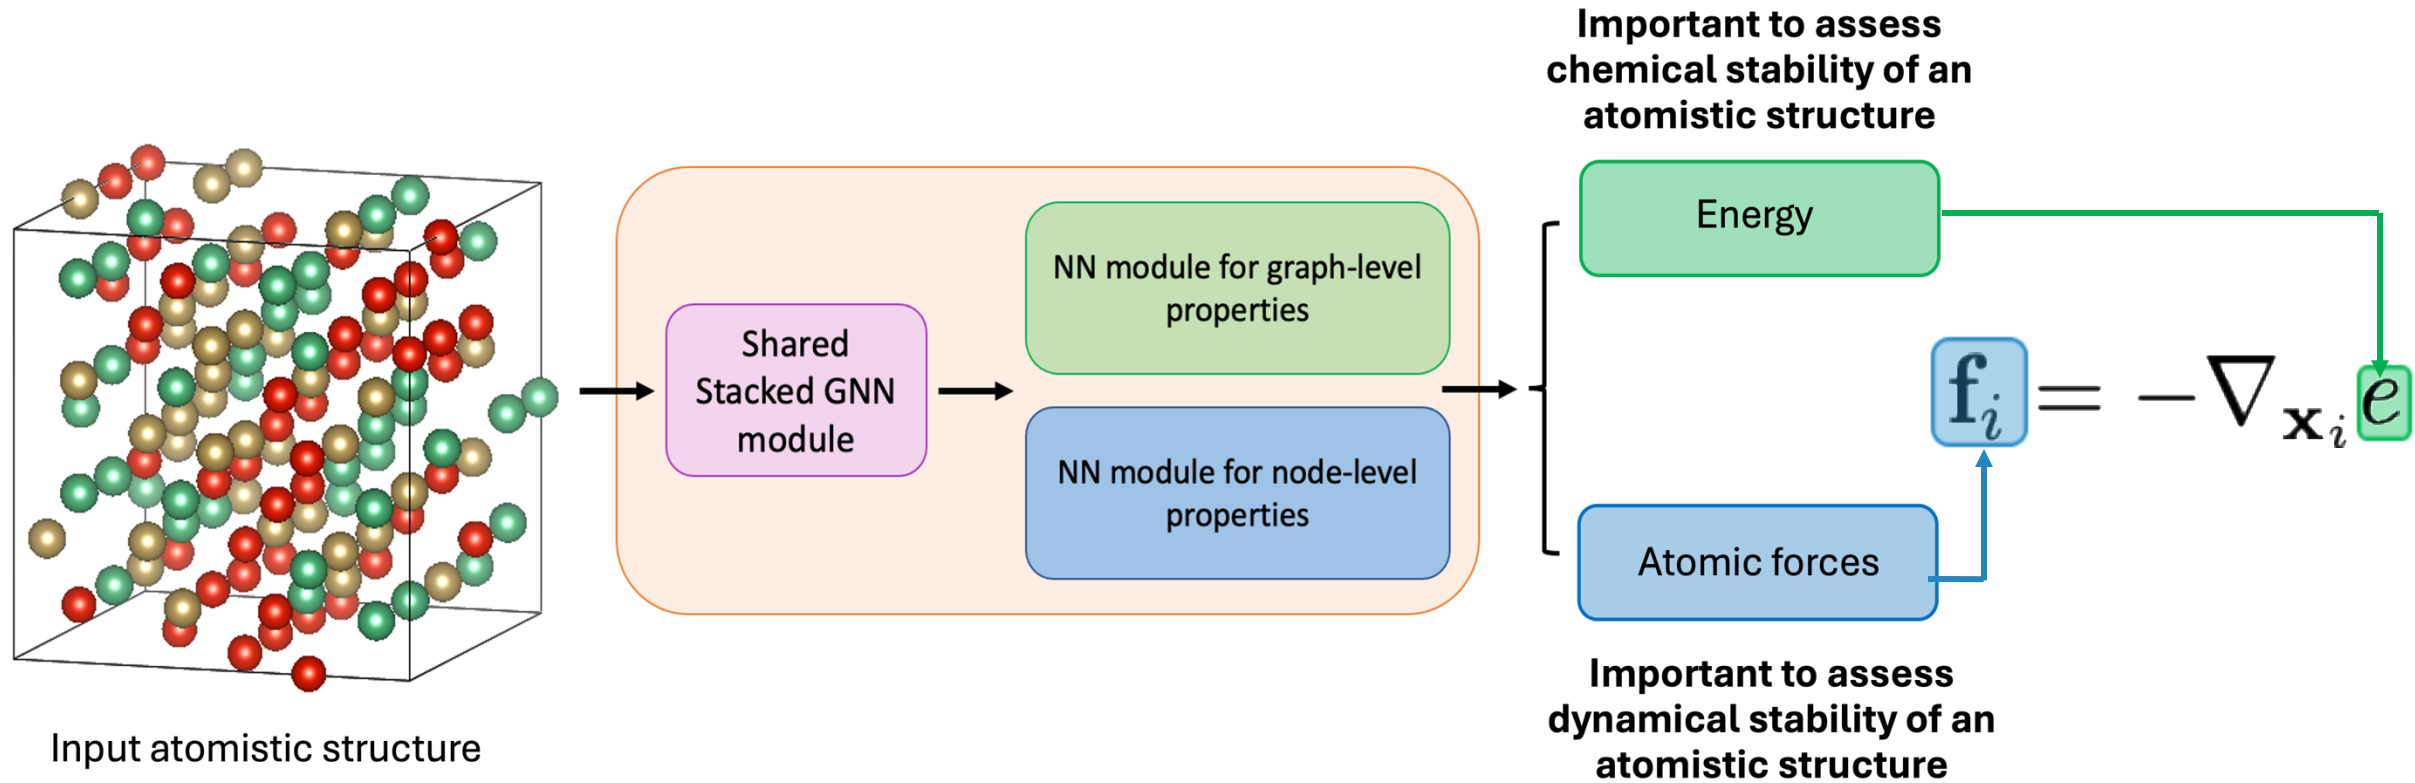 Important to assess
chemical stability of an
atomistic structure
Energy
NN module for graph-level
properties
Shared
Stacked GNN
module
NN module for node-level
properties
f_i = −∇_{x_i} e
Atomic forces
Important to assess
dynamical stability of an
atomistic structure
Input atomistic structure